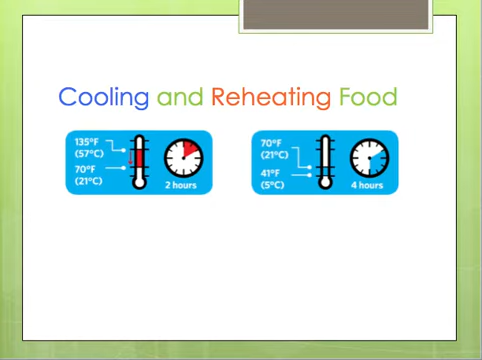 Cooling and Reheating Food
135°F
(57°C)
70°F
(21°C)
2 hours
70°F
(21°C)
41°F
(5°C)
4 hours